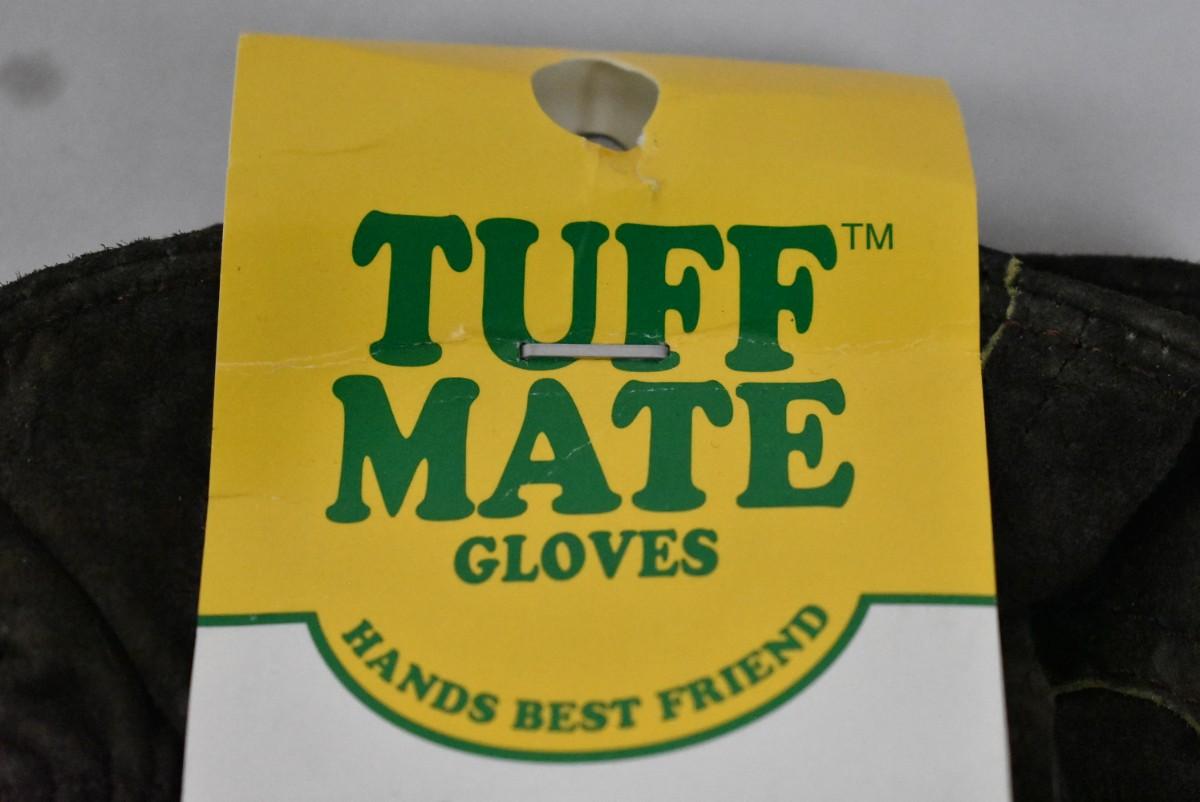 TUFF™
MATE
GLOVES
HANDS BEST FRIEND